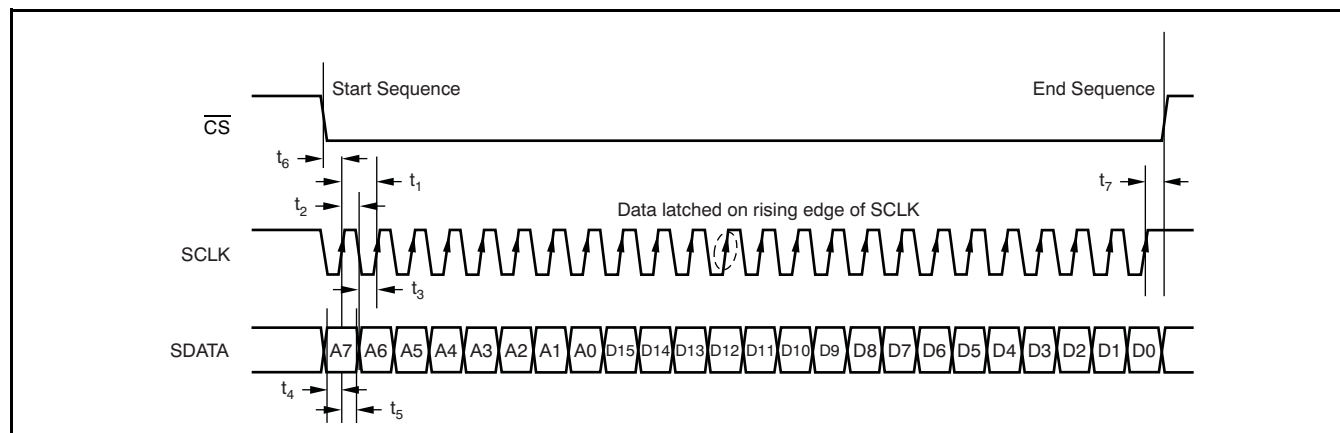 Start Sequence
End Sequence
CS
t6
t1
t7
t2
Data latched on rising edge of SCLK
SCLK
t3
SDATA
A7 A6 A5 A4 A3 A2 A1 A0 D15 D14 D13 D12 D11 D10 D9 D8 D7 D6 D5 D4 D3 D2 D1 D0
t4
t5